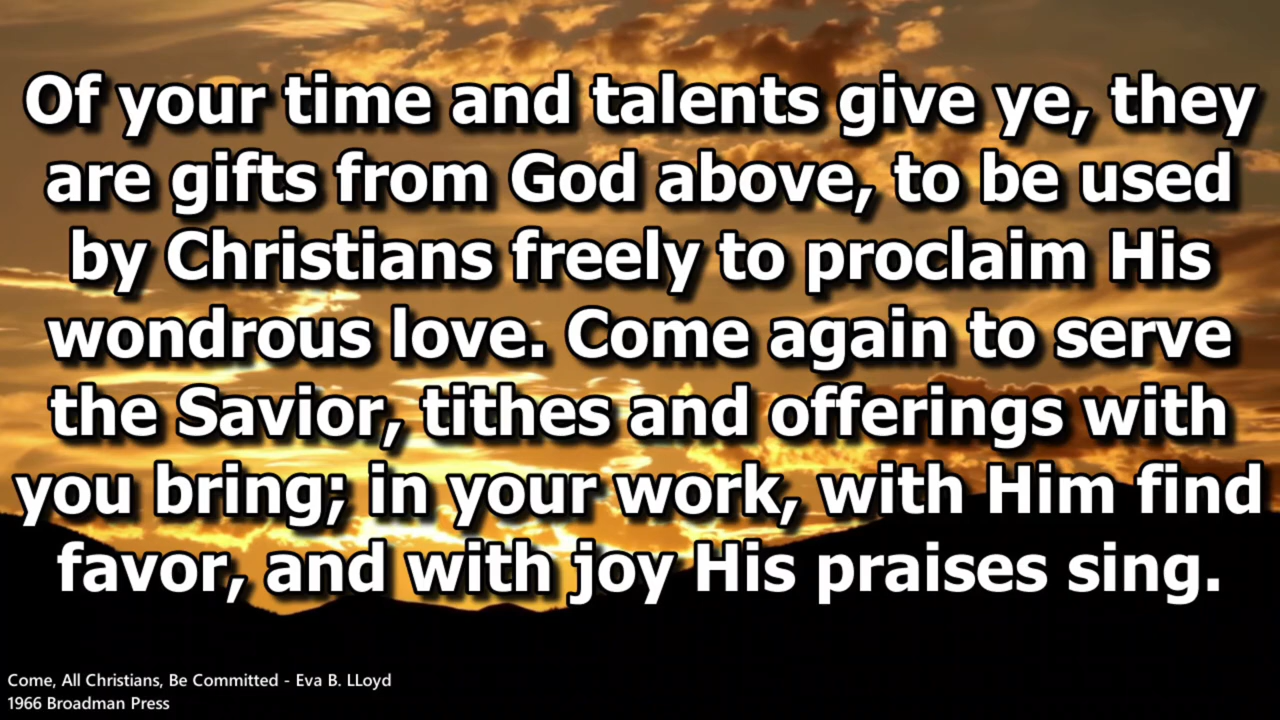 Of your time and talents give ye, they
are gifts from God above, to be used
by Christians freely to proclaim His
wondrous love. Come again to serve
the Savior, tithes and offerings with
you bring; in your work, with Him find
favor, and with joy His praises sing.
Come, All Christians, Be Committed - Eva B. LLoyd
1966 Broadman Press